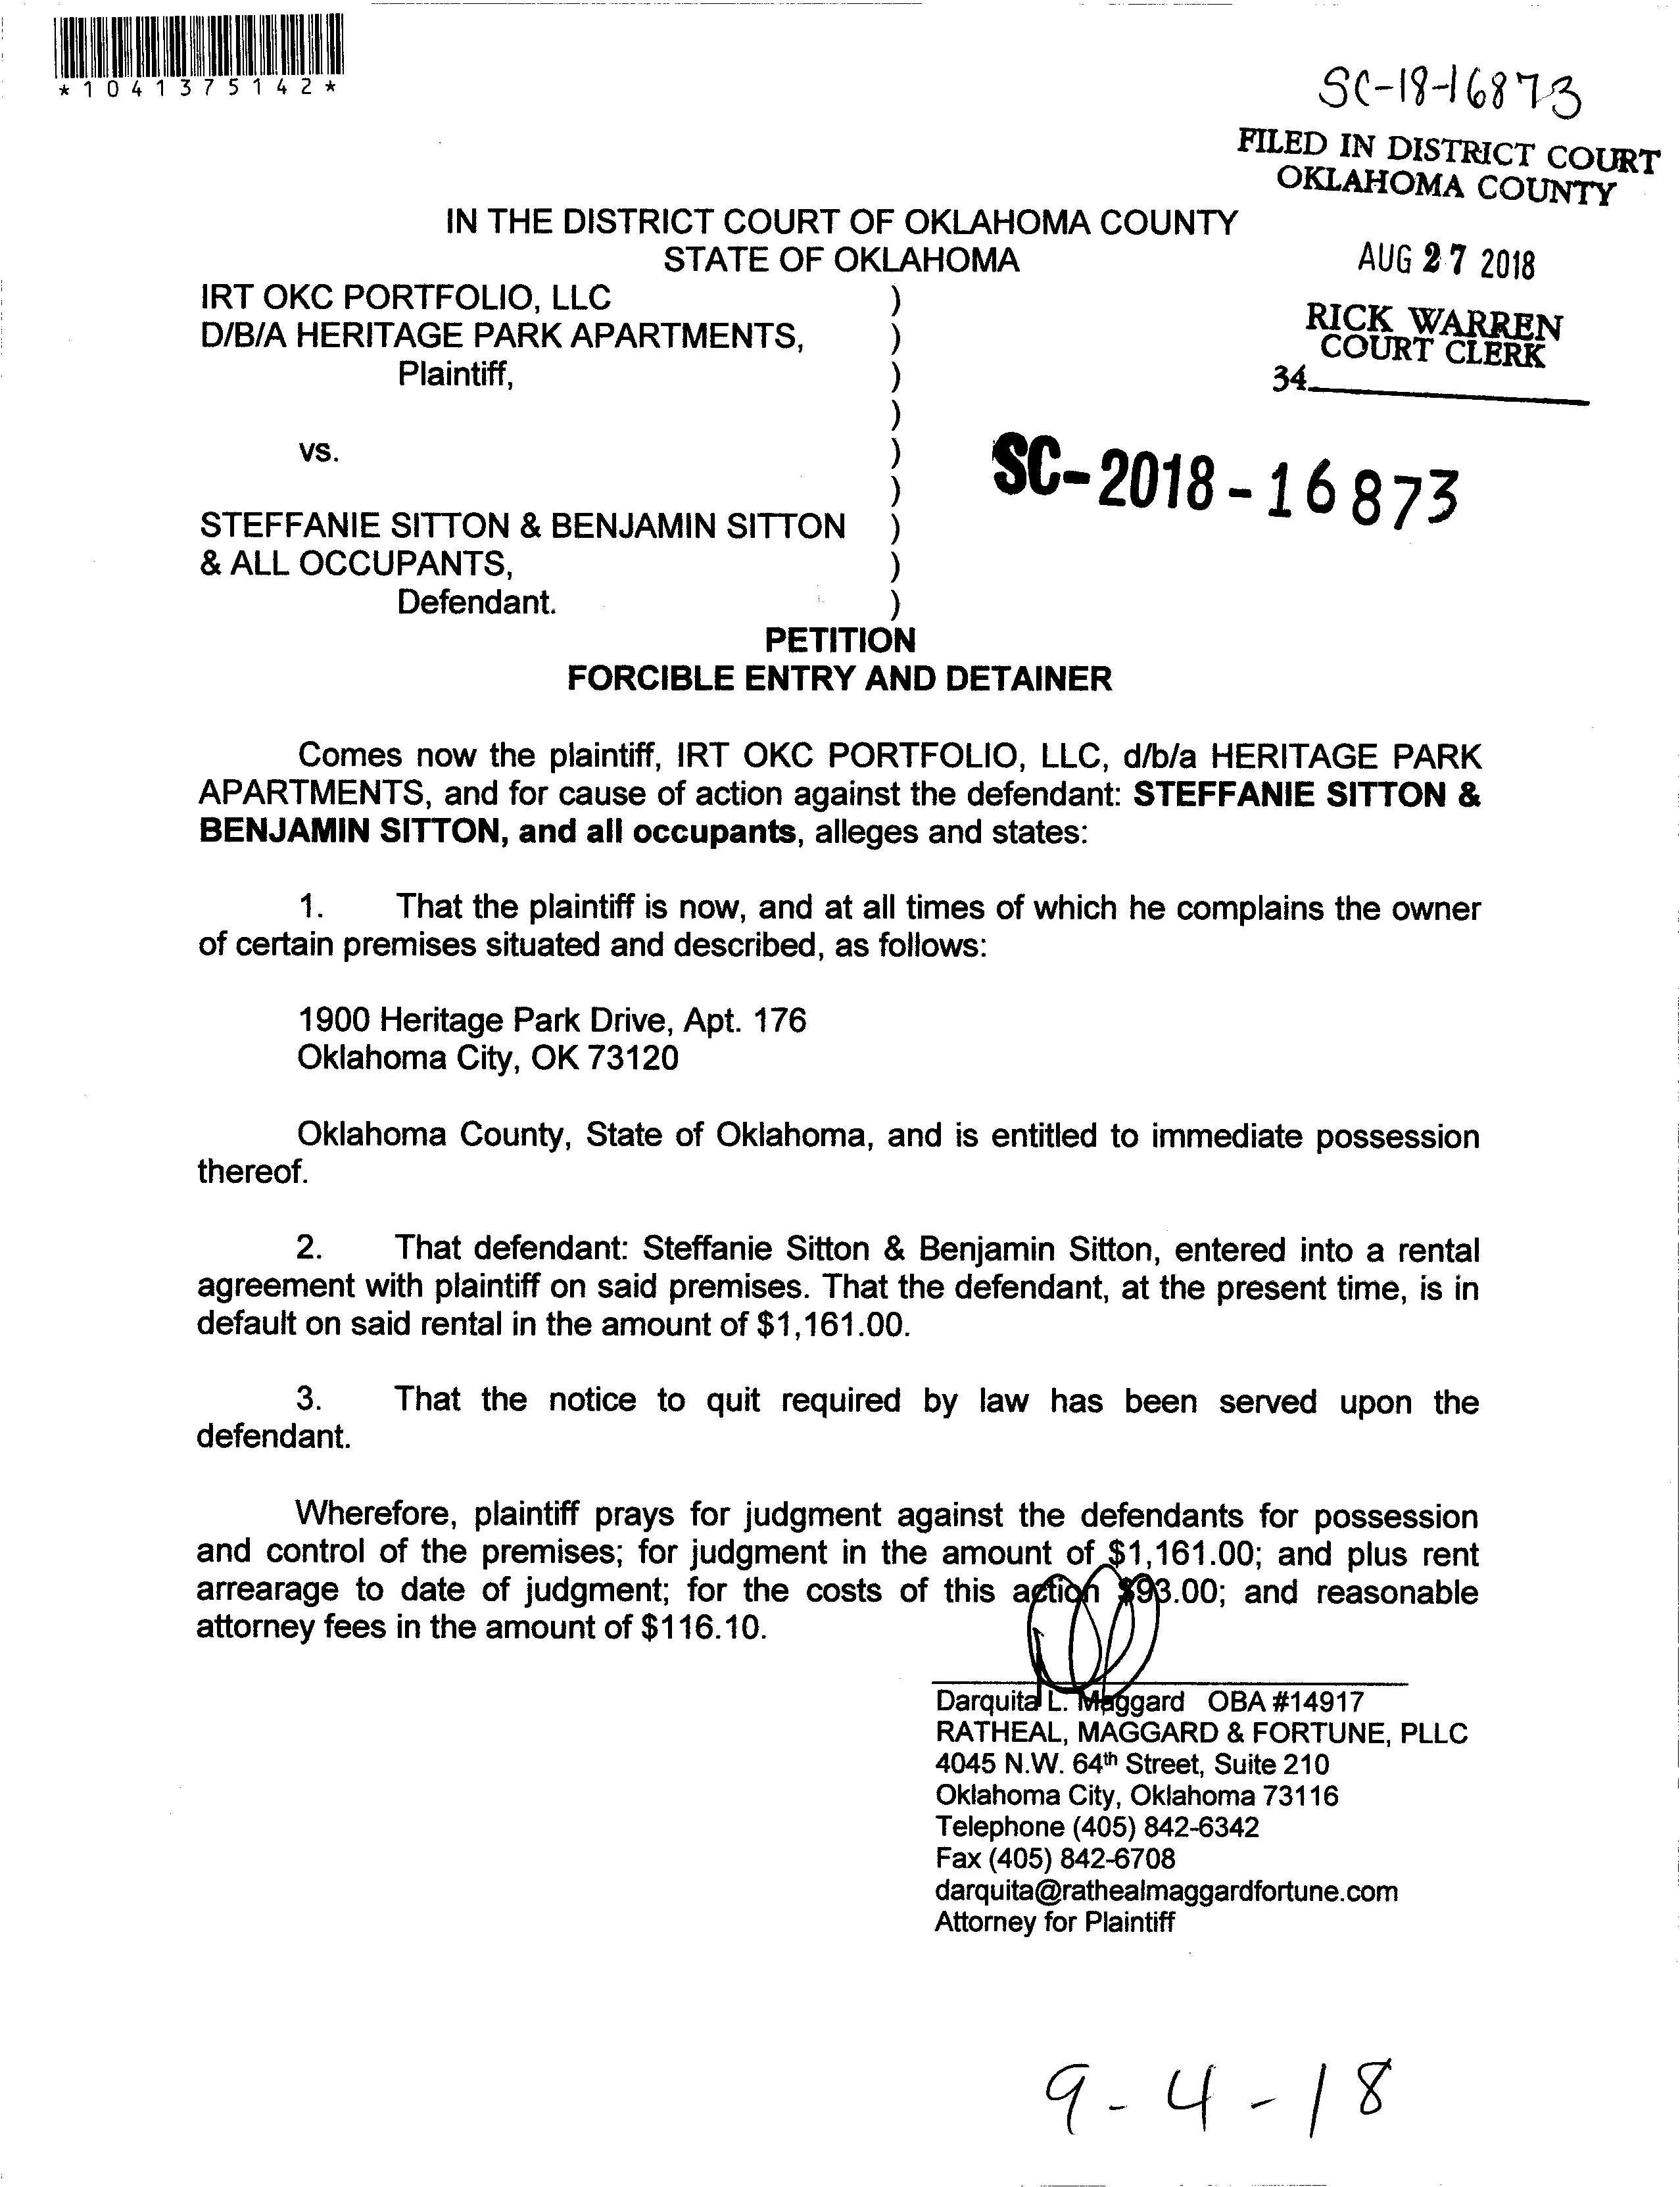 *1041375142*
SC-18-16873
FILED IN DISTRICT COURT
OKLAHOMA COUNTY
IN THE DISTRICT COURT OF OKLAHOMA COUNTY
STATE OF OKLAHOMA
AUG 27 2018
IRT OKC PORTFOLIO, LLC )
D/B/A HERITAGE PARK APARTMENTS, )
Plaintiff, )
RICK WARREN
COURT CLERK
34
)
vs. )
)
SC-2018-16873
STEFFANIE SITTON & BENJAMIN SITTON )
& ALL OCCUPANTS, )
Defendant. )
PETITION
FORCIBLE ENTRY AND DETAINER
Comes now the plaintiff, IRT OKC PORTFOLIO, LLC, d/b/a HERITAGE PARK
APARTMENTS, and for cause of action against the defendant: STEFFANIE SITTON &
BENJAMIN SITTON, and all occupants, alleges and states:
1. That the plaintiff is now, and at all times of which he complains the owner
of certain premises situated and described, as follows:
1900 Heritage Park Drive, Apt. 176
Oklahoma City, OK 73120
Oklahoma County, State of Oklahoma, and is entitled to immediate possession
thereof.
2. That defendant: Steffanie Sitton & Benjamin Sitton, entered into a rental
agreement with plaintiff on said premises. That the defendant, at the present time, is in
default on said rental in the amount of $1,161.00.
3. That the notice to quit required by law has been served upon the
defendant.
Wherefore, plaintiff prays for judgment against the defendants for possession
and control of the premises; for judgment in the amount of $1,161.00; and plus rent
arrearage to date of judgment; for the costs of this action $93.00; and reasonable
attorney fees in the amount of $116.10.
Darquita L. Maggard OBA #14917
RATHEAL, MAGGARD & FORTUNE, PLLC
4045 N.W. 64th Street, Suite 210
Oklahoma City, Oklahoma 73116
Telephone (405) 842-6342
Fax (405) 842-6708
darquita@rathealmaggardfortune.com
Attorney for Plaintiff
9-4-18